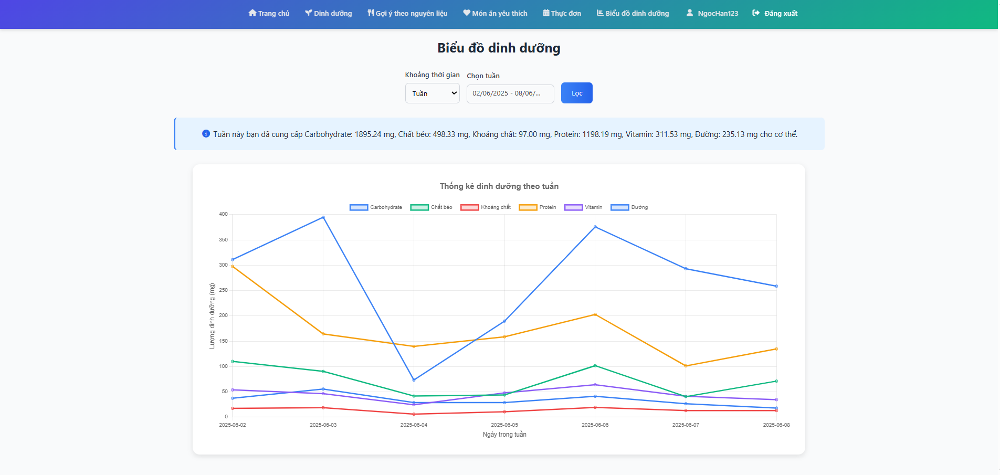 Trang chủ Dinh dưỡng Gợi ý theo nguyên liệu Món ăn yêu thích Thực đơn Biểu đồ dinh dưỡng NgocHan123 Đăng xuất
Biểu đồ dinh dưỡng
Khoảng thời gian Chọn tuần
Tuần 02/06/2025 - 08/06/... Lọc
Tuần này bạn đã cung cấp Carbohydrate: 1895.24 mg, Chất béo: 498.33 mg, Khoáng chất: 97.00 mg, Protein: 1198.19 mg, Vitamin: 311.53 mg, Đường: 235.13 mg cho cơ thể.
Thống kê dinh dưỡng theo tuần
Carbohydrate Chất béo Khoáng chất Protein Vitamin Đường
Lượng dinh dưỡng (mg)
400
350
300
250
200
150
100
50
0
2025-06-02 2025-06-03 2025-06-04 2025-06-05 2025-06-06 2025-06-07 2025-06-08
Ngày trong tuần